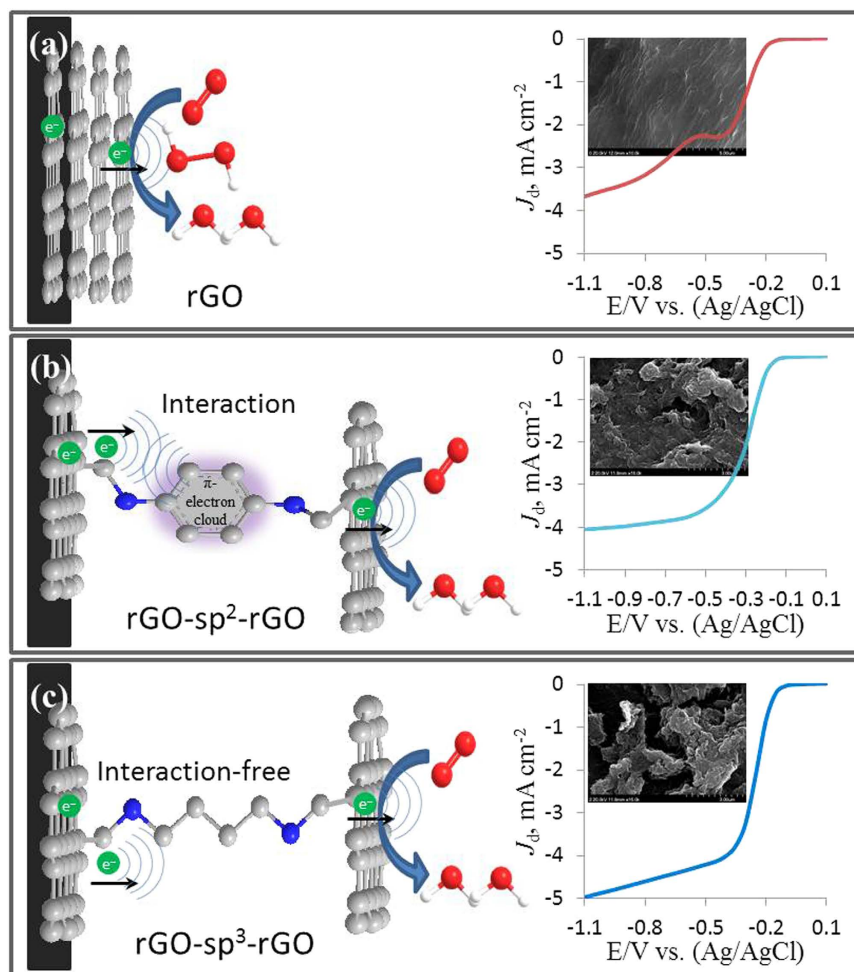 (a)
e⁻
e⁻
rGO
0
-1
-2
-3
-4
-5
J_d, mA cm⁻²
-1.1 -0.8 -0.5 -0.2 0.1
E/V vs. (Ag/AgCl)
(b)
Interaction
e⁻
e⁻
π-
electron
cloud
e⁻
rGO-sp²-rGO
0
-1
-2
-3
-4
-5
J_d, mA cm⁻²
-1.1 -0.9 -0.7 -0.5 -0.3 -0.1 0.1
E/V vs. (Ag/AgCl)
(c)
Interaction-free
e⁻
e⁻
e⁻
rGO-sp³-rGO
0
-1
-2
-3
-4
-5
J_d, mA cm⁻²
-1.1 -0.8 -0.5 -0.2 0.1
E/V vs. (Ag/AgCl)